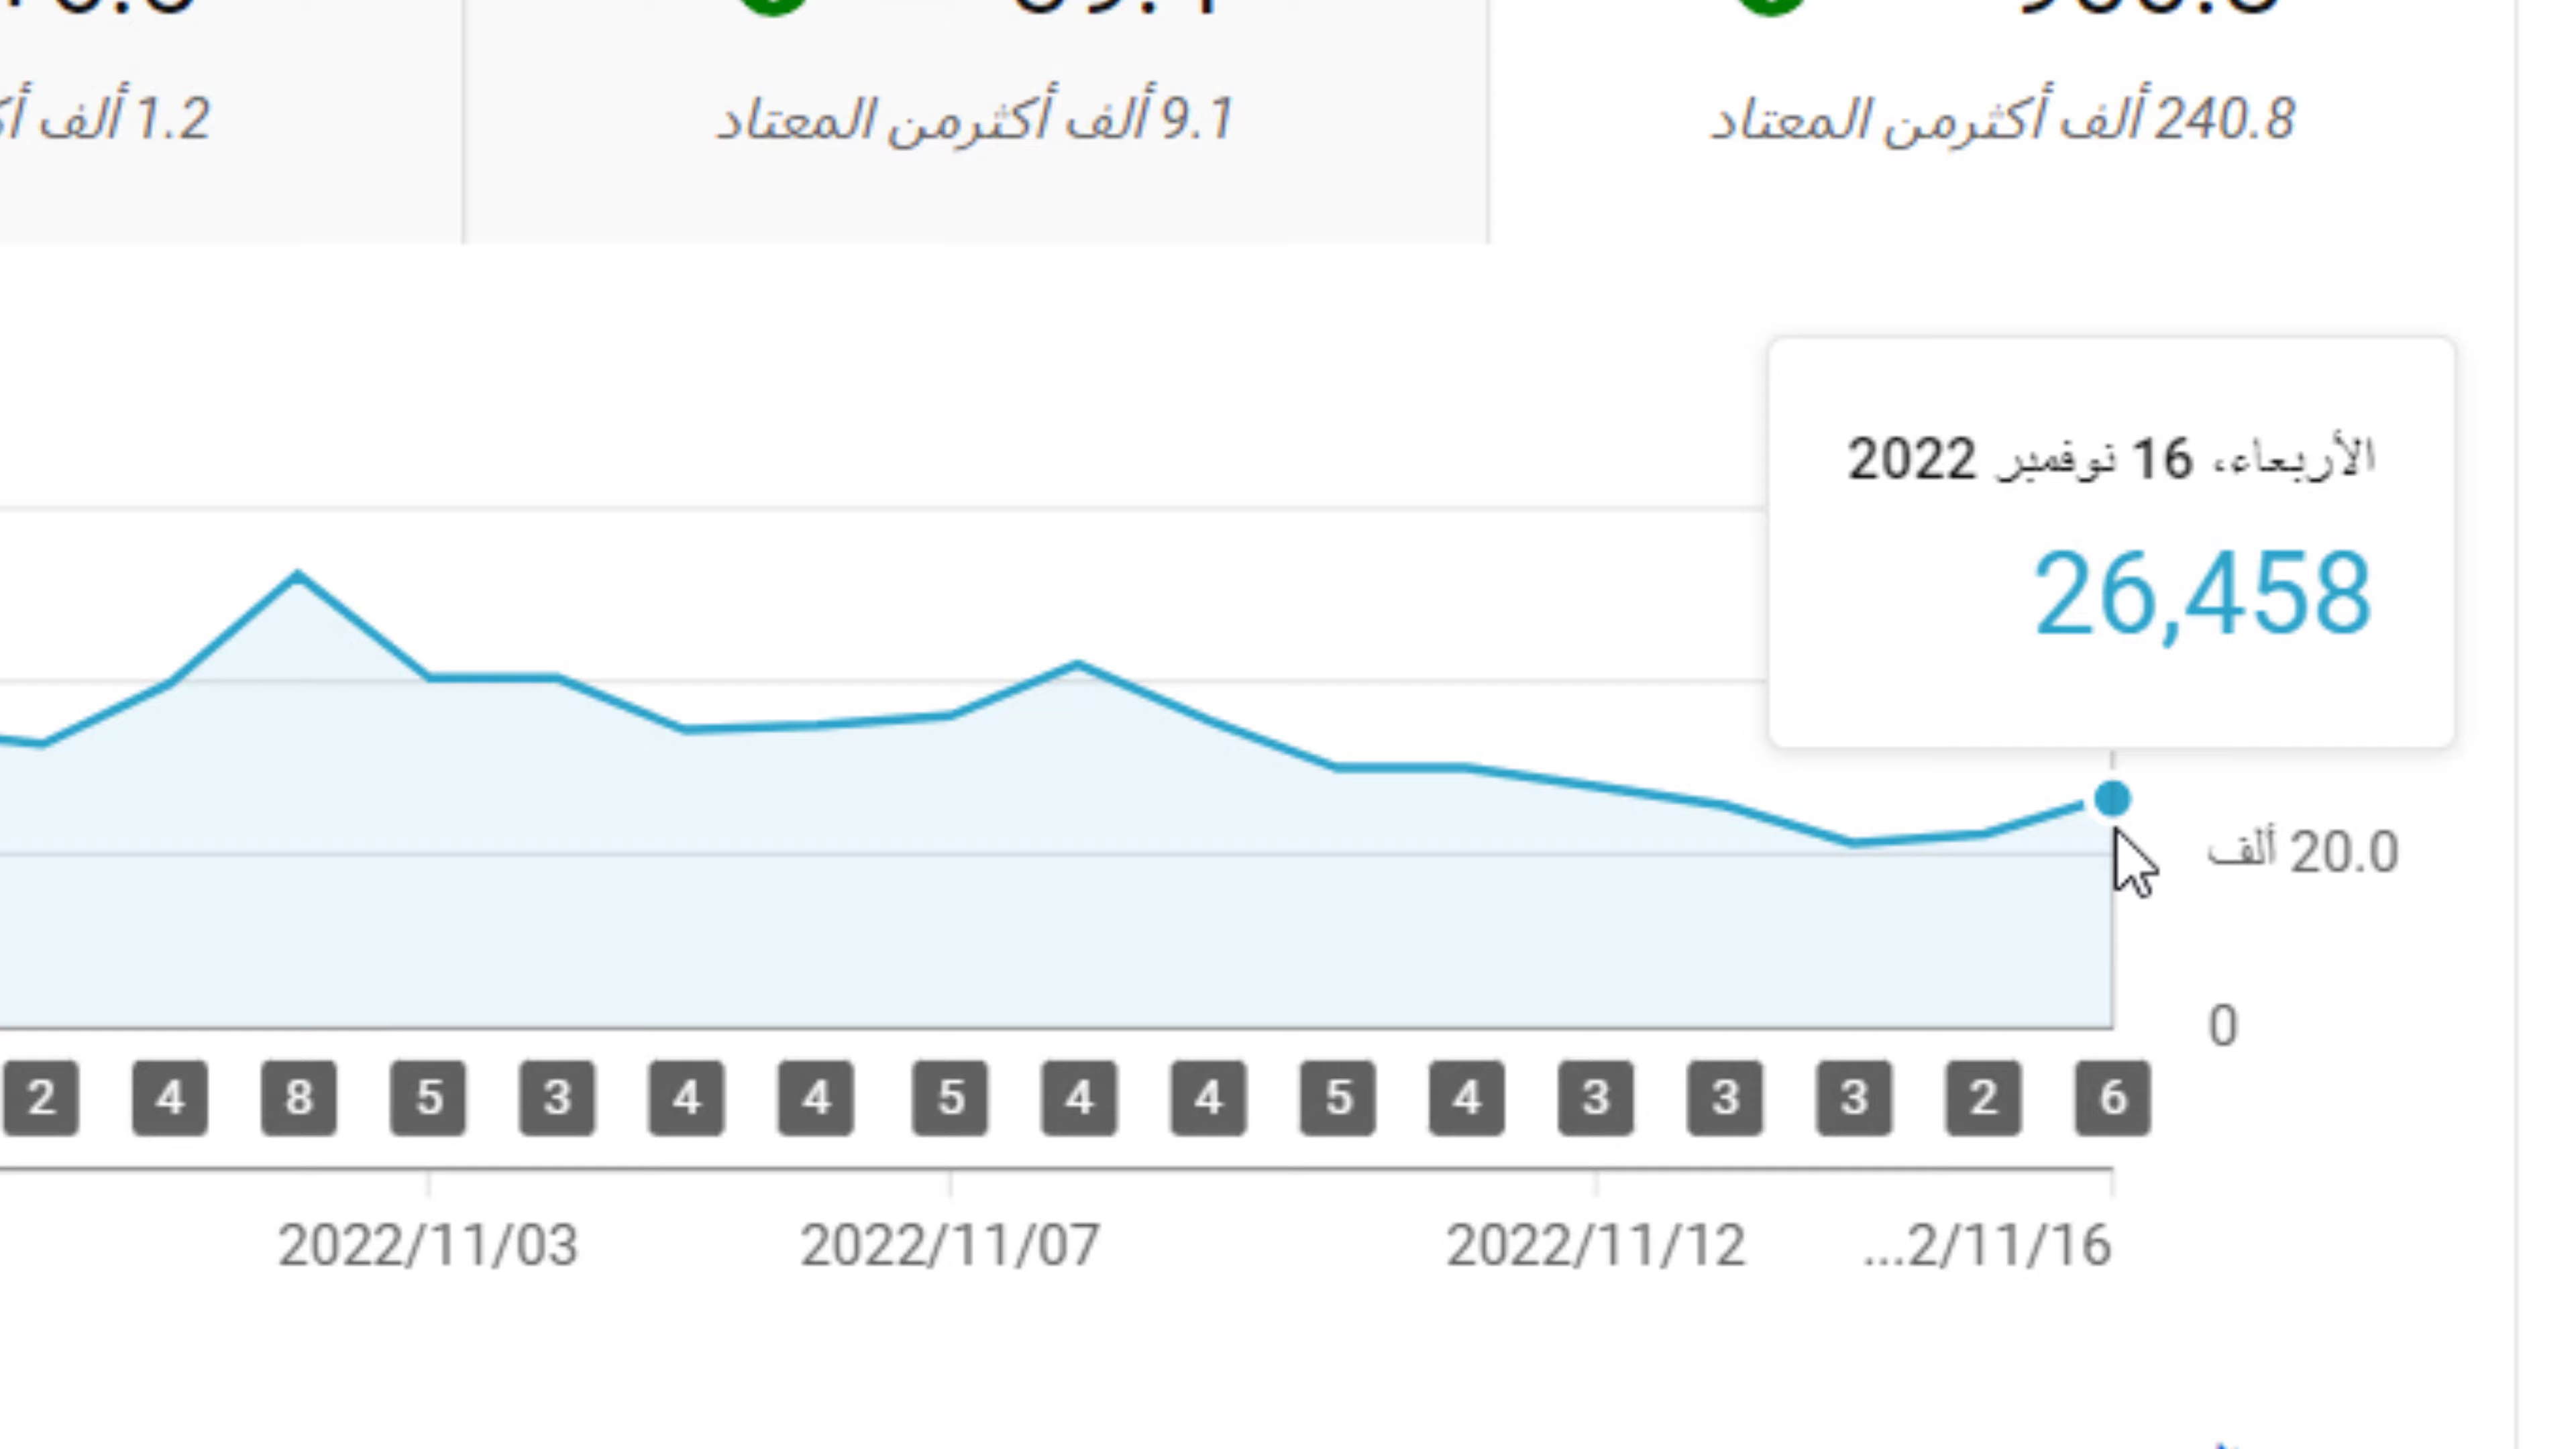 240.8 ألف أكثرمن المعتاد
9.1 ألف أكثرمن المعتاد
1.2 ألف
الأربعاء، 16 نوفمبر 2022
26,458
20.0 ألف
0
2 4 8 5 3 4 4 5 4 4 5 4 3 3 3 2 6
2022/11/03 2022/11/07 2022/11/12 ...2/11/16